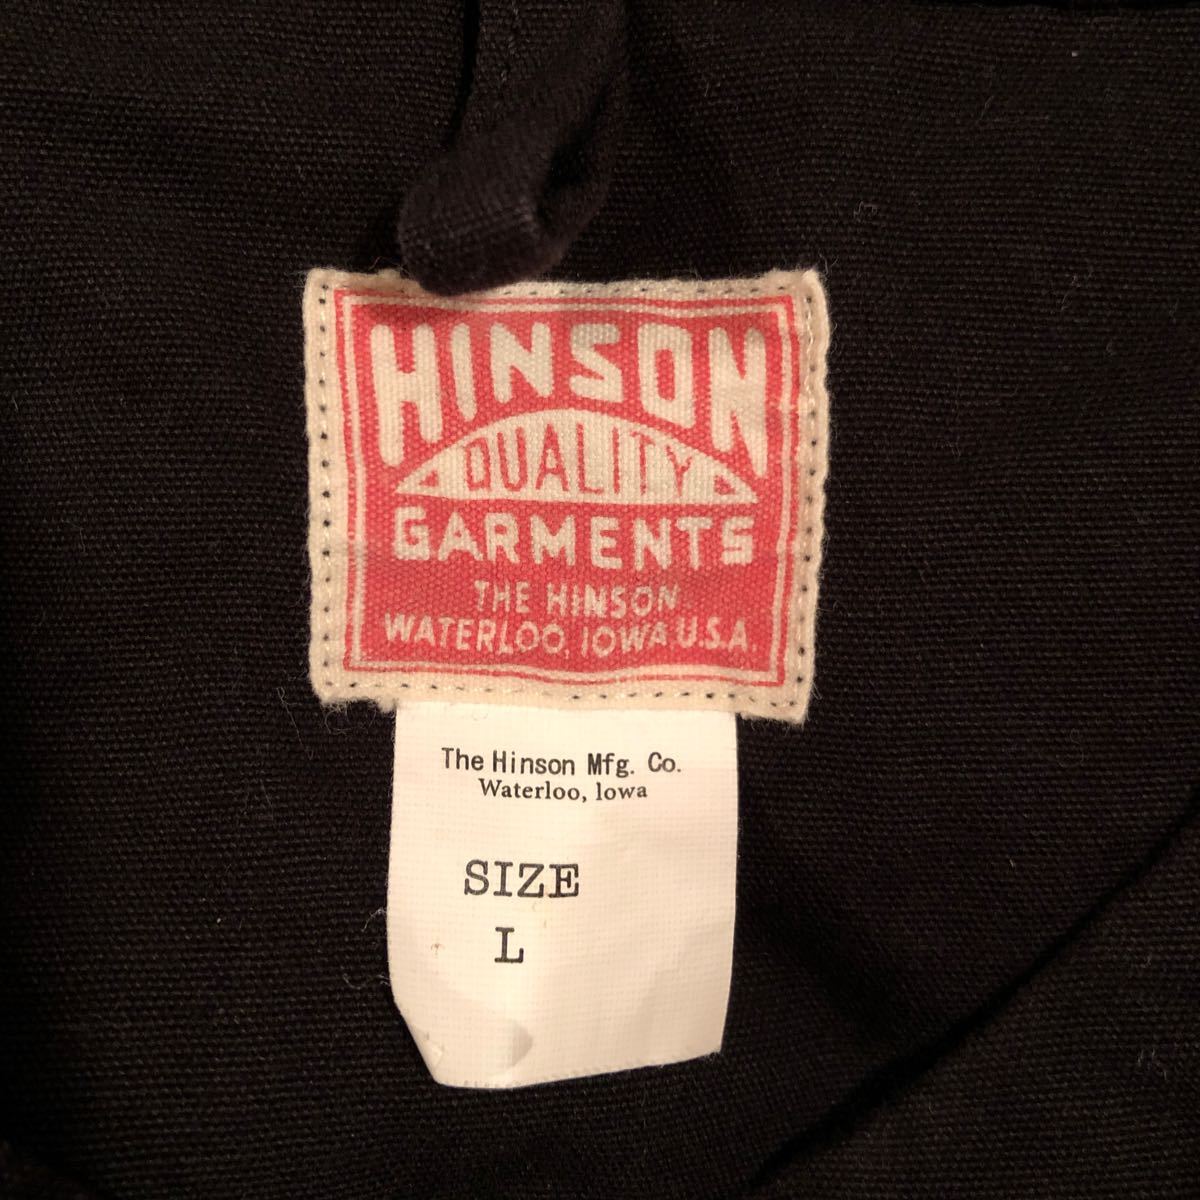 HINSON
QUALITY
GARMENTS
THE HINSON
WATERLOO, IOWA U.S.A.
The Hinson Mfg. Co.
Waterloo, Iowa
SIZE
L